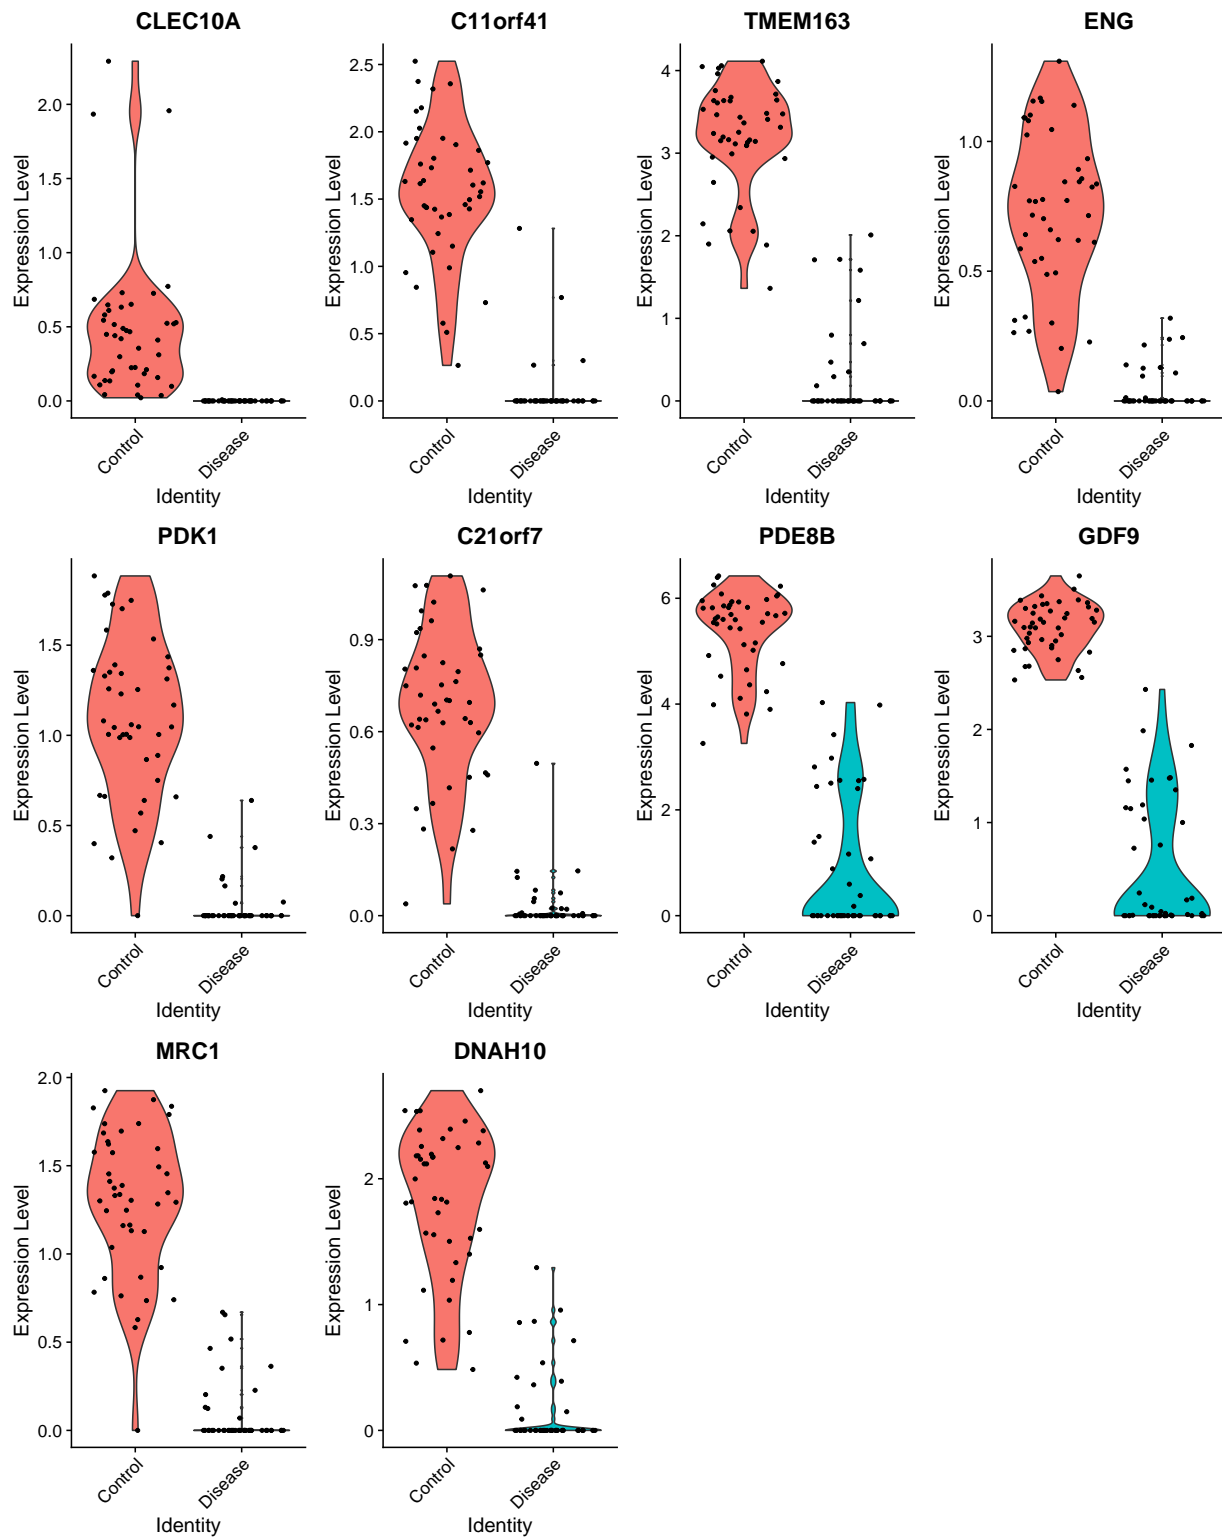 CLEC10A
Expression Level
2.0
1.5
1.0
0.5
0.0
Control
Disease
Identity
C11orf41
Expression Level
2.5
2.0
1.5
1.0
0.5
0.0
Control
Disease
Identity
TMEM163
Expression Level
4
3
2
1
0
Control
Disease
Identity
ENG
Expression Level
1.0
0.5
0.0
Control
Disease
Identity
PDK1
Expression Level
1.5
1.0
0.5
0.0
Control
Disease
Identity
C21orf7
Expression Level
0.9
0.6
0.3
0.0
Control
Disease
Identity
PDE8B
Expression Level
6
4
2
0
Control
Disease
Identity
GDF9
Expression Level
3
2
1
0
Control
Disease
Identity
MRC1
Expression Level
2.0
1.5
1.0
0.5
0.0
Control
Disease
Identity
DNAH10
Expression Level
2
1
0
Control
Disease
Identity